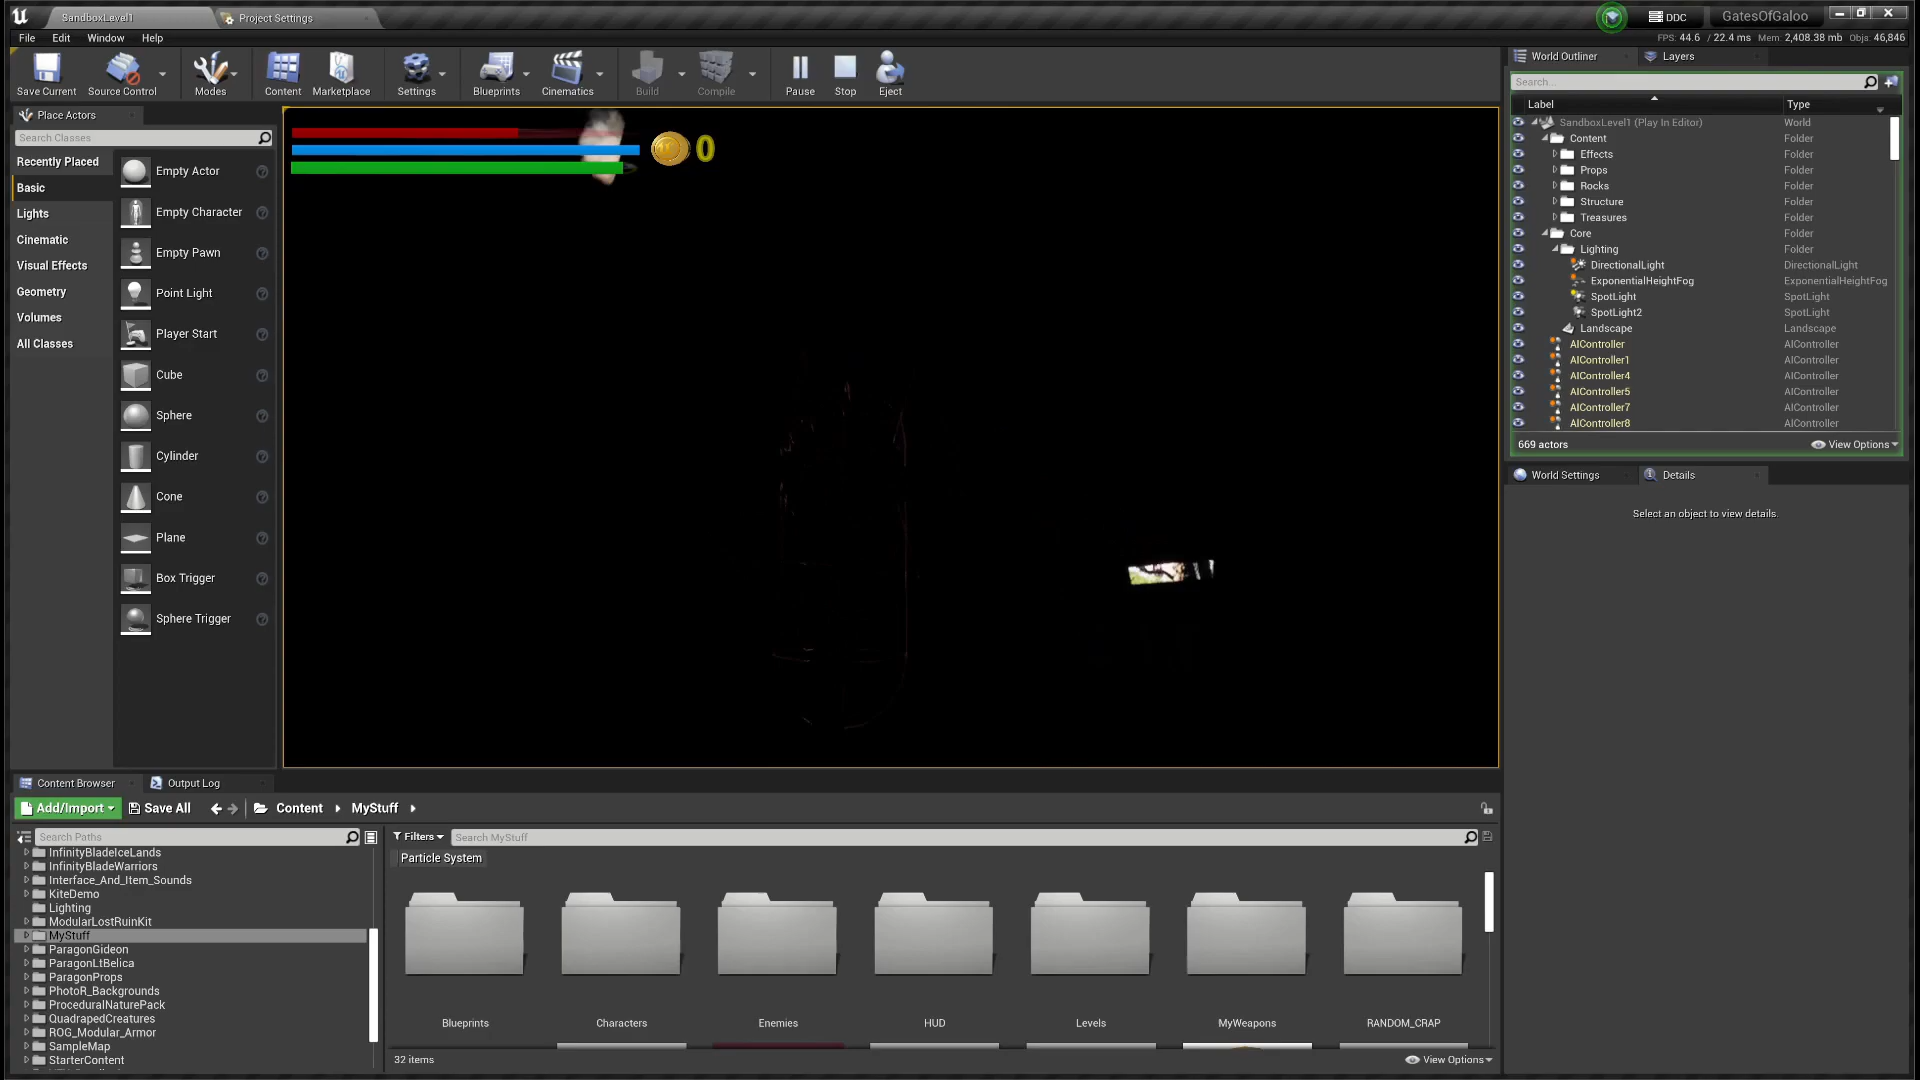 SandboxLevel1
Project Settings
DDC
GatesOfGaloo
File Edit Window Help
FPS: 44.6 / 22.4 ms Mem: 2,408.38 mb Objs: 46,846
Save Current
Source Control
Modes
Content
Marketplace
Settings
Blueprints
Cinematics
Build
Compile
Pause
Stop
Eject
Place Actors
Search Classes
Recently Placed
Basic
Lights
Cinematic
Visual Effects
Geometry
Volumes
All Classes
Empty Actor
Empty Character
Empty Pawn
Point Light
Player Start
Cube
Sphere
Cylinder
Cone
Plane
Box Trigger
Sphere Trigger
0
World Outliner
Layers
Search...
Label Type
SandboxLevel1 (Play In Editor) World
Content Folder
Effects Folder
Props Folder
Rocks Folder
Structure Folder
Treasures Folder
Core Folder
Lighting Folder
DirectionalLight DirectionalLight
ExponentialHeightFog ExponentialHeightFog
SpotLight SpotLight
SpotLight2 SpotLight
Landscape Landscape
AIController AIController
AIController1 AIController
AIController4 AIController
AIController5 AIController
AIController7 AIController
AIController8 AIController
669 actors
View Options
World Settings
Details
Select an object to view details.
Content Browser
Output Log
Add/Import
Save All
Content
MyStuff
Search Paths
InfinityBladeIceLands
InfinityBladeWarriors
Interface_And_Item_Sounds
KiteDemo
Lighting
ModularLostRuinKit
MyStuff
ParagonGideon
ParagonLtBelica
ParagonProps
PhotoR_Backgrounds
ProceduralNaturePack
QuadrapedCreatures
ROG_Modular_Armor
SampleMap
StarterContent
Filters
Search MyStuff
Particle System
Blueprints
Characters
Enemies
HUD
Levels
MyWeapons
RANDOM_CRAP
32 items
View Options